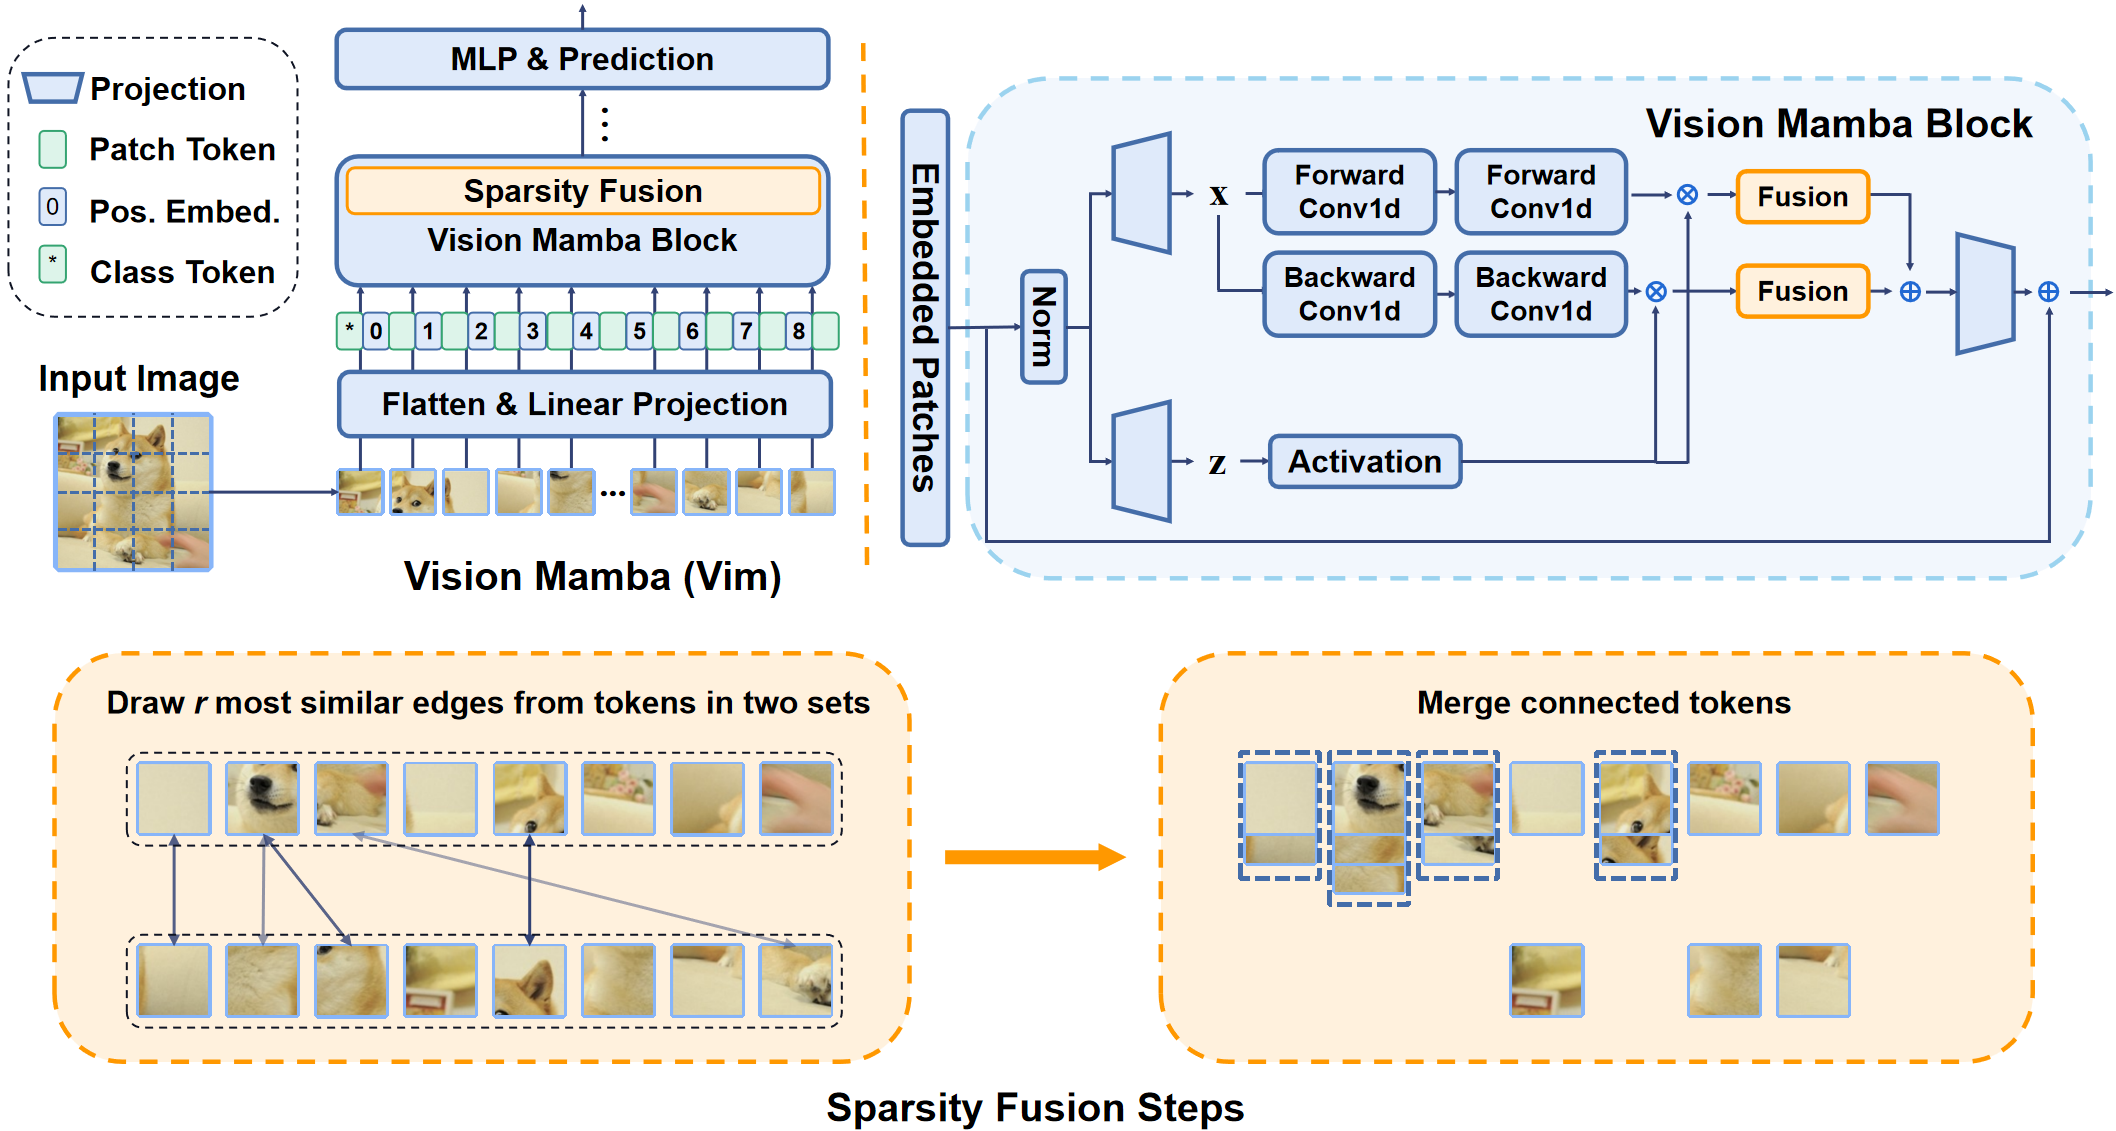 Projection
Patch Token
0 Pos. Embed.
* Class Token
Input Image
MLP & Prediction
Sparsity Fusion
Vision Mamba Block
* 0 1 2 3 4 5 6 7 8
Flatten & Linear Projection
...
Vision Mamba (Vim)
Embedded Patches
Vision Mamba Block
Norm
x
Forward
Conv1d
Forward
Conv1d
Fusion
Backward
Conv1d
Backward
Conv1d
Fusion
z
Activation
Draw r most similar edges from tokens in two sets
Merge connected tokens
Sparsity Fusion Steps